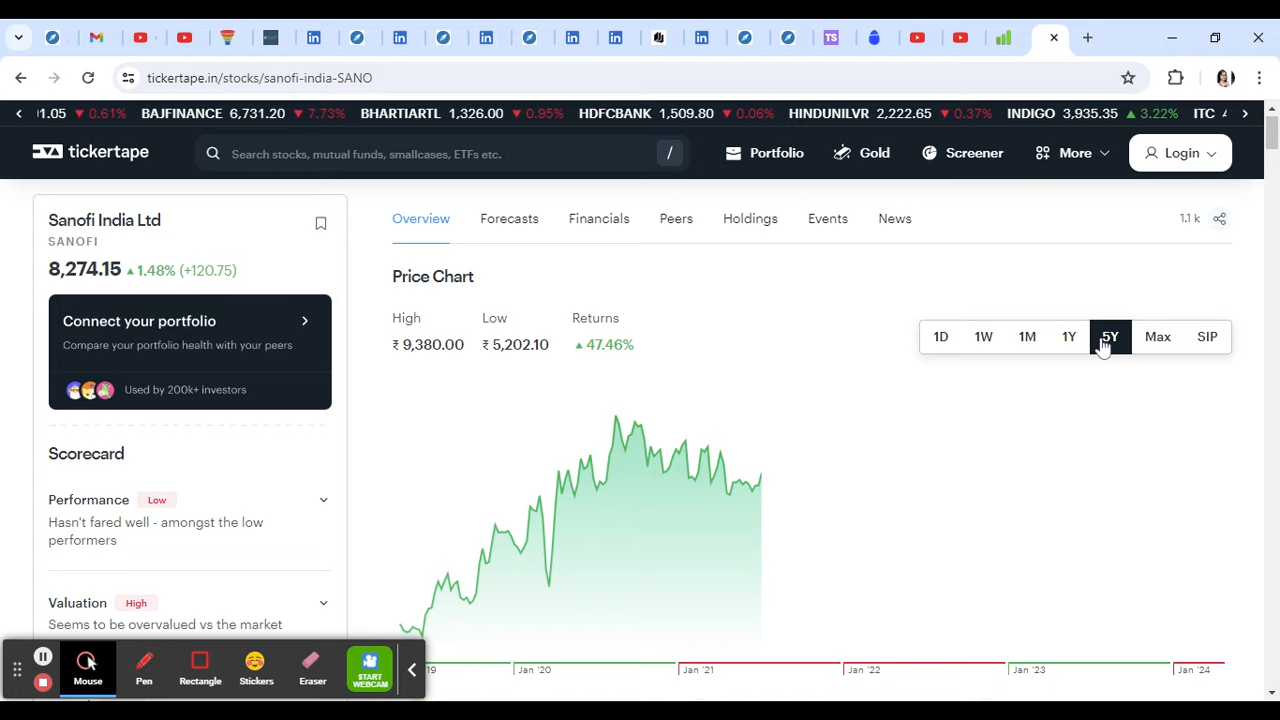 tickertape.in/stocks/sanofi-india-SANO
01.05 ▼ 0.61% BAJFINANCE 6,731.20 ▼ 7.73% BHARTIARTL 1,326.00 ▼ 0.95% HDFCBANK 1,509.80 ▼ 0.06% HINDUNILVR 2,222.65 ▼ 0.37% INDIGO 3,935.35 ▲ 3.22% ITC
tickertape Search stocks, mutual funds, smallcases, ETFs etc. / Portfolio Gold Screener More Login
Sanofi India Ltd
SANOFI
8,274.15 ▲ 1.48% (+120.75)
Connect your portfolio
Compare your portfolio health with your peers
Used by 200k+ investors
Scorecard
Performance Low
Hasn't fared well - amongst the low
performers
Valuation High
Seems to be overvalued vs the market
Overview Forecasts Financials Peers Holdings Events News 1.1 k
Price Chart
High Low Returns
₹ 9,380.00 ₹ 5,202.10 ▲ 47.46%
1D 1W 1M 1Y 5Y Max SIP
19 Jan '20 Jan '21 Jan '22 Jan '23 Jan '24
Mouse Pen Rectangle Stickers Eraser START
WEBCAM